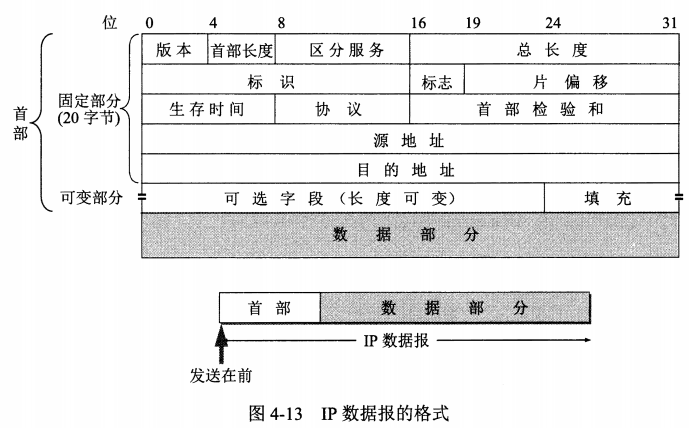 位 0 4 8 16 19 24 31
版本 首部长度 区分服务 总长度
标识 标志 片偏移
生存时间 协议 首部检验和
源地址
目的地址
可选字段（长度可变） 填充
数据部分
首部
固定部分
(20 字节)
可变部分
首部 数据部分
IP 数据报
发送在前
图 4-13 IP 数据报的格式